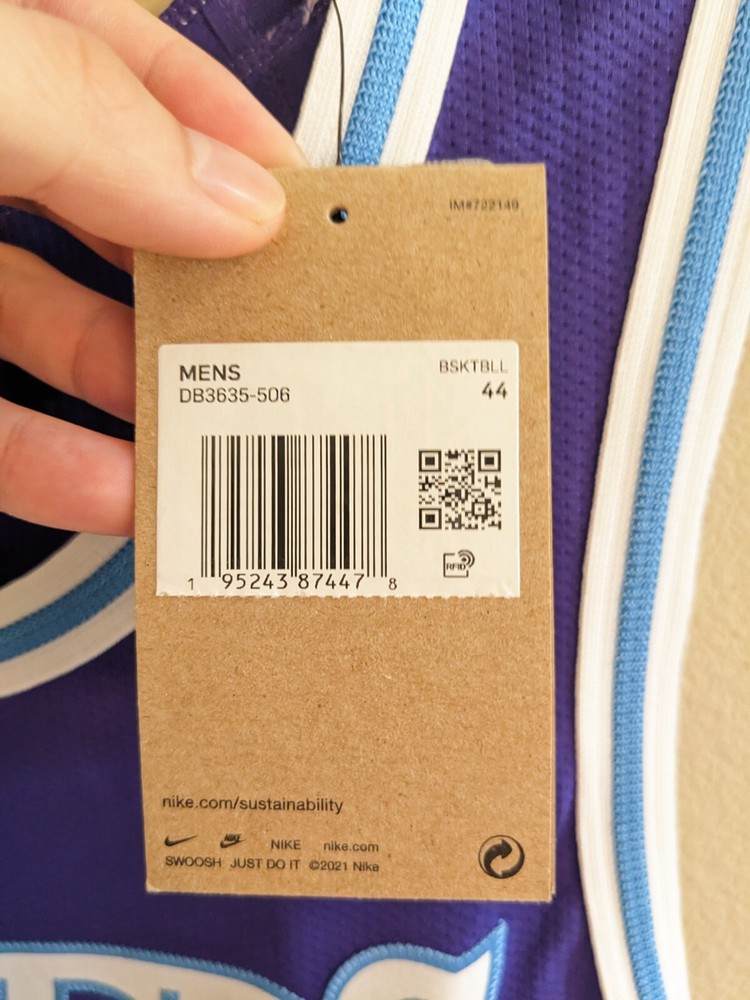 IM#722149
MENS
BSKTBLL
DB3635-506
44
1 95243 87447 8
RFID
nike.com/sustainability
NIKE nike.com
SWOOSH JUST DO IT ©2021 Nike